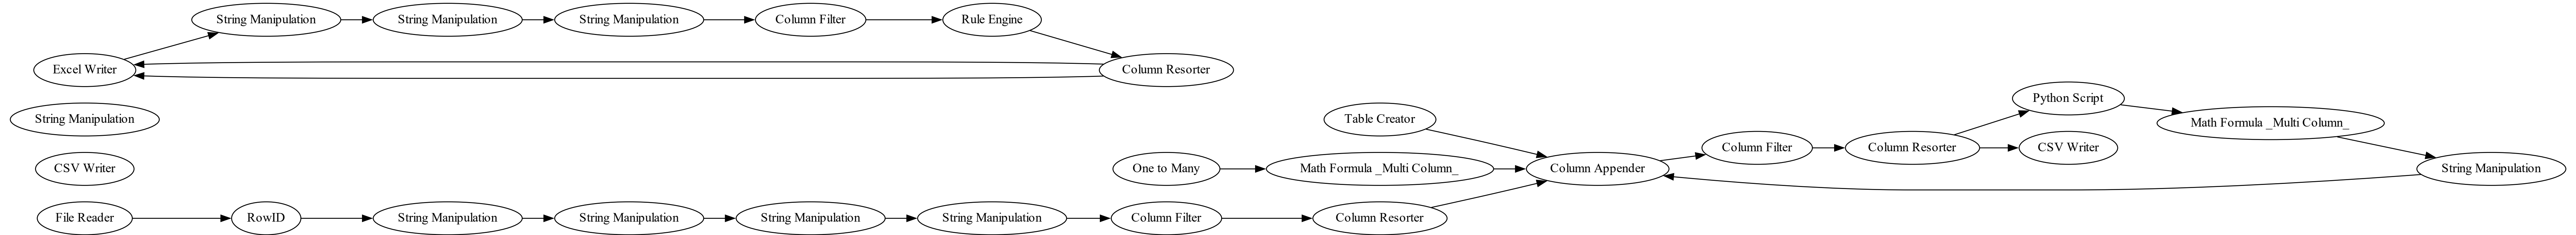 String Manipulation
String Manipulation
String Manipulation
Column Filter
Rule Engine
Excel Writer
Column Resorter
String Manipulation
Table Creator
Python Script
Math Formula _Multi Column_
Column Filter
Column Resorter
CSV Writer
CSV Writer
One to Many
Math Formula _Multi Column_
Column Appender
String Manipulation
File Reader
RowID
String Manipulation
String Manipulation
String Manipulation
String Manipulation
Column Filter
Column Resorter